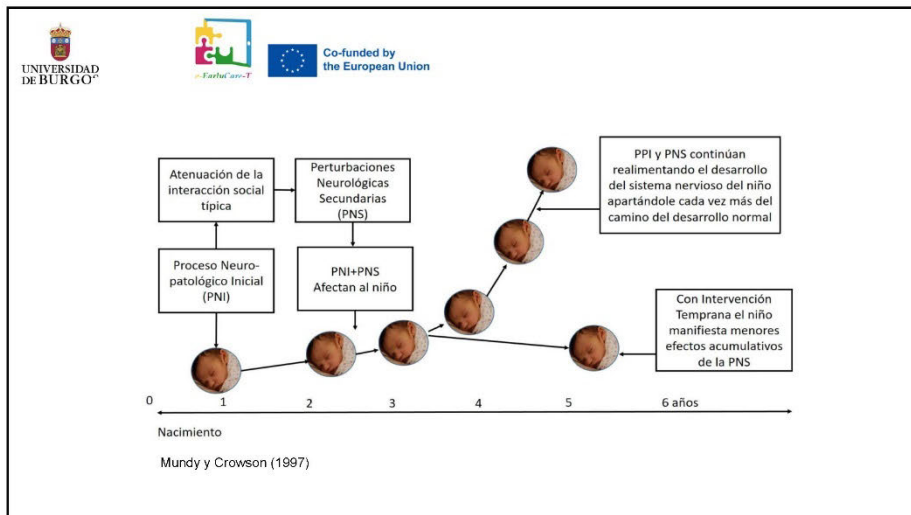 UNIVERSIDAD
DE BURGOS
e-EarlyCare-T
Co-funded by
the European Union
Atenuación de la
interacción social
típica
Perturbaciones
Neurológicas
Secundarias
(PNS)
PPI y PNS continúan
realimentando el desarrollo
del sistema nervioso del niño
apartándole cada vez más del
camino del desarrollo normal
Proceso Neuro-
patológico Inicial
(PNI)
PNI+PNS
Afectan al niño
Con Intervención
Temprana el niño
manifiesta menores
efectos acumulativos
de la PNS
0 1 2 3 4 5 6 años
Nacimiento
Mundy y Crowson (1997)